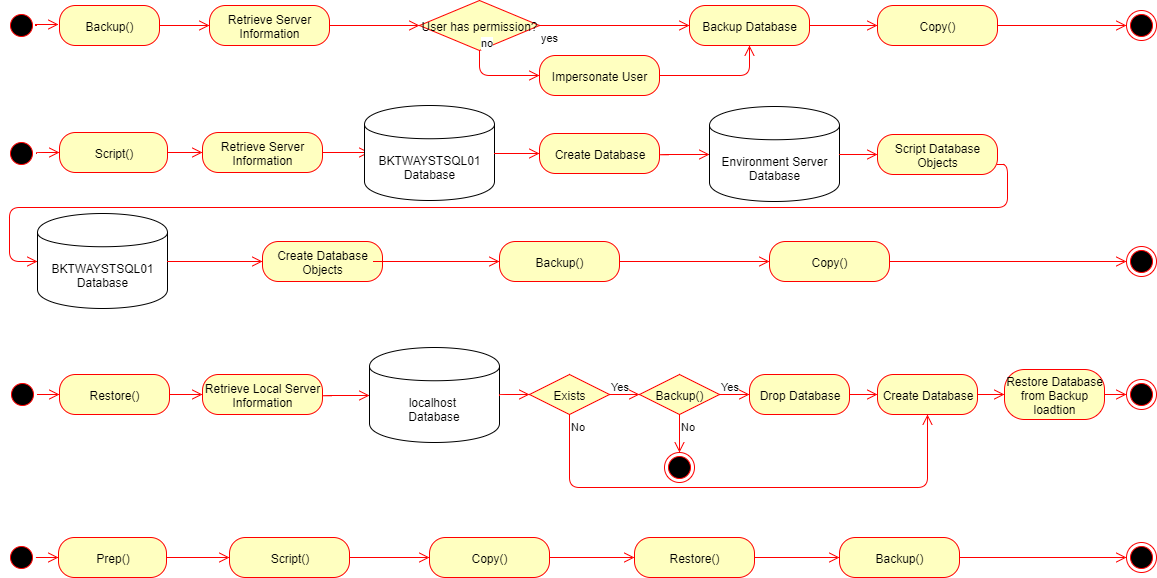 Backup()
Retrieve Server
Information
User has permission?
no
yes
Backup Database
Copy()
Impersonate User
Script()
Retrieve Server
Information
BKTWAYSTSQL01
Database
Create Database
Environment Server
Database
Script Database
Objects
BKTWAYSTSQL01
Database
Create Database
Objects
Backup()
Copy()
Restore()
Retrieve Local Server
Information
localhost
Database
Exists
Yes
No
Backup()
Yes
No
Drop Database
Create Database
Restore Database
from Backup
loadtion
Prep()
Script()
Copy()
Restore()
Backup()